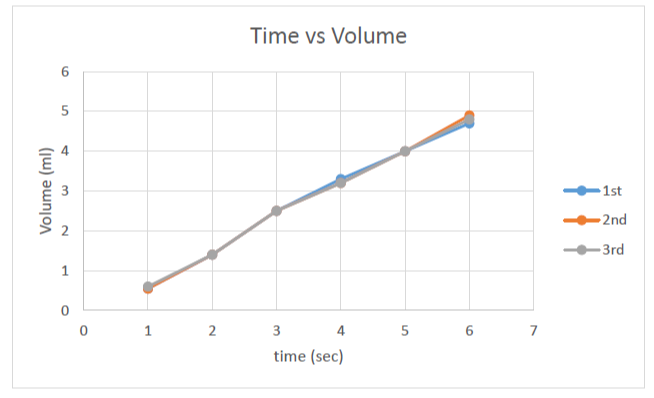 Time vs Volume
6
5
4
3
2
1
0
Volume (ml)
0 1 2 3 4 5 6 7
time (sec)
1st
2nd
3rd